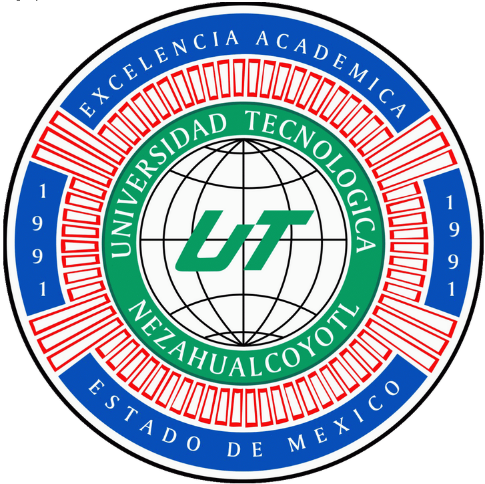 EXCELENCIA ACADEMICA
1991
1991
UNIVERSIDAD TECNOLOGICA
UT
NEZAHUALCOYOTL
ESTADO DE MEXICO